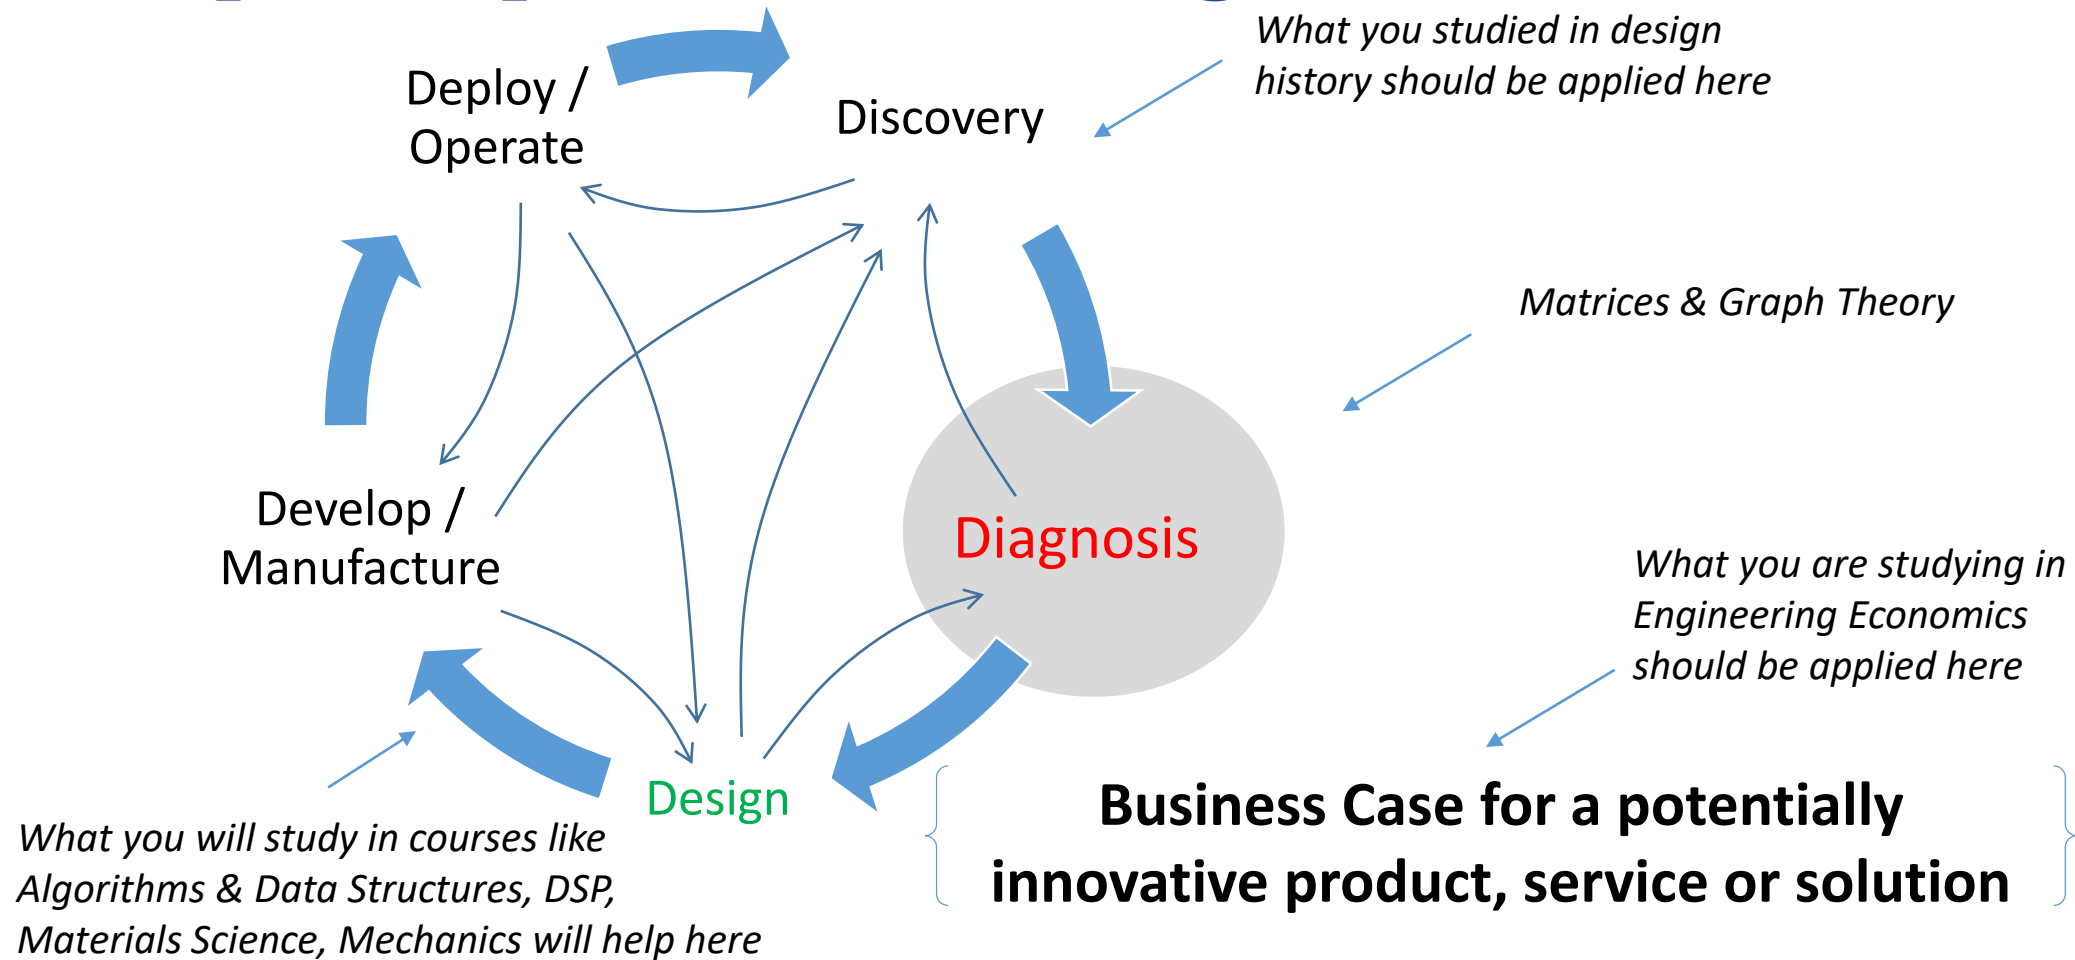 What you studied in design
history should be applied here
Deploy /
Operate
Discovery
Matrices & Graph Theory
Develop /
Manufacture
Diagnosis
What you are studying in
Engineering Economics
should be applied here
Design
Business Case for a potentially
innovative product, service or solution
What you will study in courses like
Algorithms & Data Structures, DSP,
Materials Science, Mechanics will help here